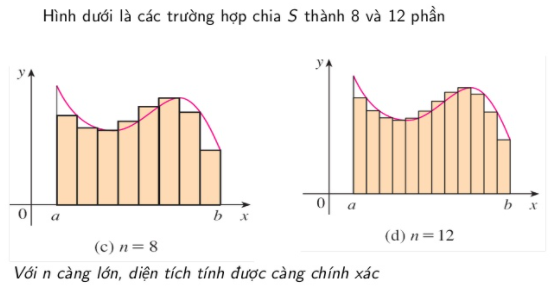 Hình dưới là các trường hợp chia S thành 8 và 12 phần
y
0
a
b
x
(c) n = 8
y
0
a
b
x
(d) n = 12
Với n càng lớn, diện tích tính được càng chính xác